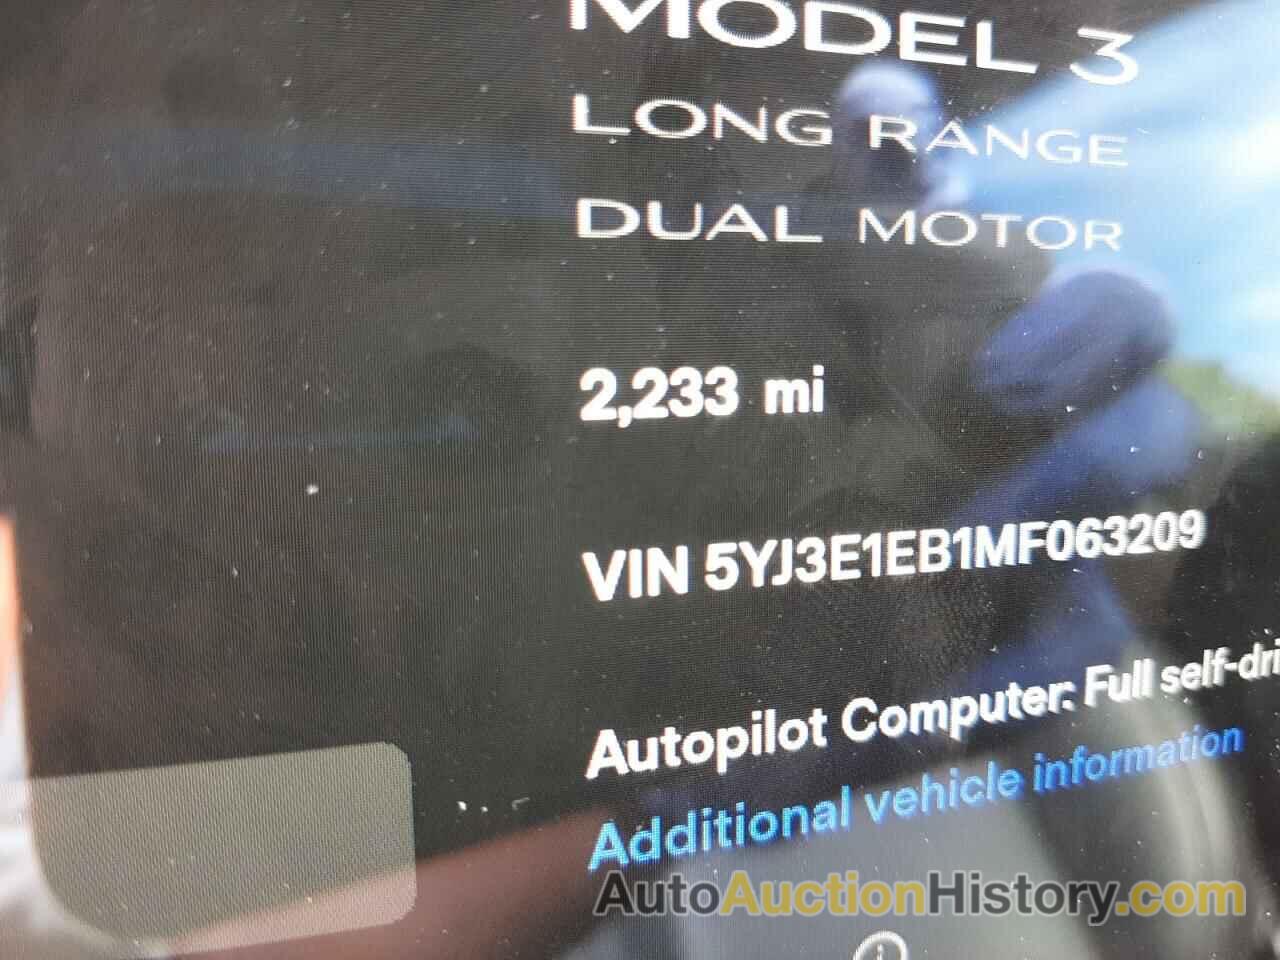 MODEL 3
LONG RANGE
DUAL MOTOR
2,233 mi
VIN 5YJ3E1EB1MF063209
Autopilot Computer: Full self-dri
Additional vehicle information
AutoAuctionHistory.com